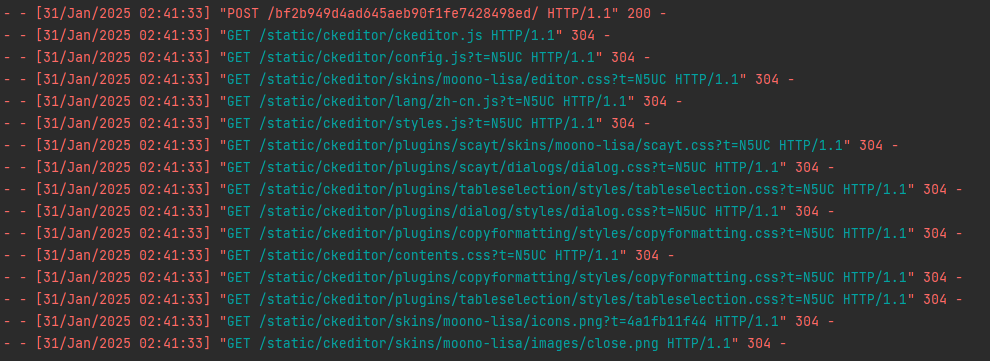 - - [31/Jan/2025 02:41:33] "POST /bf2b949d4ad645aeb90f1fe7428498ed/ HTTP/1.1" 200 -
- - [31/Jan/2025 02:41:33] "GET /static/ckeditor/ckeditor.js HTTP/1.1" 304 -
- - [31/Jan/2025 02:41:33] "GET /static/ckeditor/config.js?t=N5UC HTTP/1.1" 304 -
- - [31/Jan/2025 02:41:33] "GET /static/ckeditor/skins/moono-lisa/editor.css?t=N5UC HTTP/1.1" 304 -
- - [31/Jan/2025 02:41:33] "GET /static/ckeditor/lang/zh-cn.js?t=N5UC HTTP/1.1" 304 -
- - [31/Jan/2025 02:41:33] "GET /static/ckeditor/styles.js?t=N5UC HTTP/1.1" 304 -
- - [31/Jan/2025 02:41:33] "GET /static/ckeditor/plugins/scayt/skins/moono-lisa/scayt.css?t=N5UC HTTP/1.1" 304 -
- - [31/Jan/2025 02:41:33] "GET /static/ckeditor/plugins/scayt/dialogs/dialog.css?t=N5UC HTTP/1.1" 304 -
- - [31/Jan/2025 02:41:33] "GET /static/ckeditor/plugins/tableselection/styles/tableselection.css?t=N5UC HTTP/1.1" 304 -
- - [31/Jan/2025 02:41:33] "GET /static/ckeditor/plugins/dialog/styles/dialog.css?t=N5UC HTTP/1.1" 304 -
- - [31/Jan/2025 02:41:33] "GET /static/ckeditor/plugins/copyformatting/styles/copyformatting.css?t=N5UC HTTP/1.1" 304 -
- - [31/Jan/2025 02:41:33] "GET /static/ckeditor/contents.css?t=N5UC HTTP/1.1" 304 -
- - [31/Jan/2025 02:41:33] "GET /static/ckeditor/plugins/copyformatting/styles/copyformatting.css?t=N5UC HTTP/1.1" 304 -
- - [31/Jan/2025 02:41:33] "GET /static/ckeditor/plugins/tableselection/styles/tableselection.css?t=N5UC HTTP/1.1" 304 -
- - [31/Jan/2025 02:41:33] "GET /static/ckeditor/skins/moono-lisa/icons.png?t=4a1fb11f44 HTTP/1.1" 304 -
- - [31/Jan/2025 02:41:33] "GET /static/ckeditor/skins/moono-lisa/images/close.png HTTP/1.1" 304 -